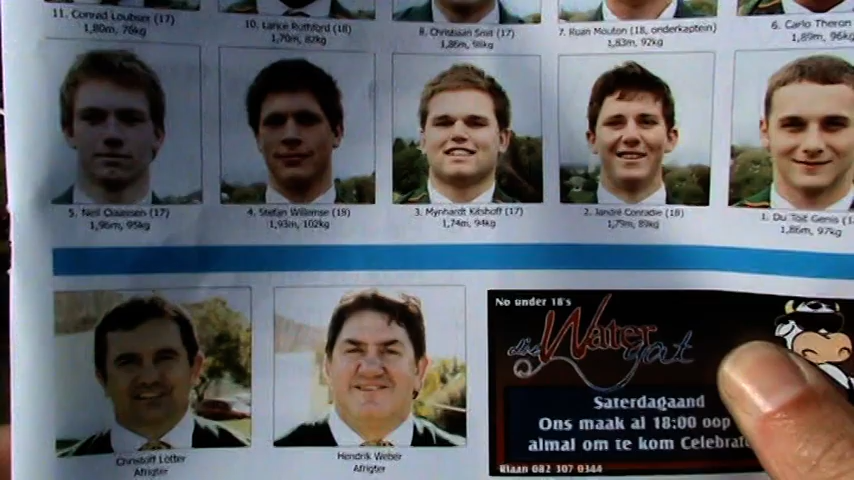 11. Conrad Loubser (17)
1,80m, 76kg
10. Lance Rothford (18)
1,70m, 82kg
8. Christiaan Smit (17)
1,86m, 98kg
7. Ruan Mouton (18, onderkaptein)
1,83m, 92kg
6. Carlo Theron
1,89m, 96kg
5. Neil Claassen (17)
1,96m, 95kg
4. Stefan Willemse (18)
1,93m, 102kg
3. Mynhardt Kitshoff (17)
1,74m, 94kg
2. Jandré Conradie (18)
1,79m, 89kg
1. Du Toit Genis
1,86m, 97kg
Christoff Lotter
Afrigter
Hendrik Weber
Afrigter
No under 18's
die Water gat
Saterdagaand
Ons maak al 18:00 oop
almal om te kom Celebrat
Riaan 082 307 0344